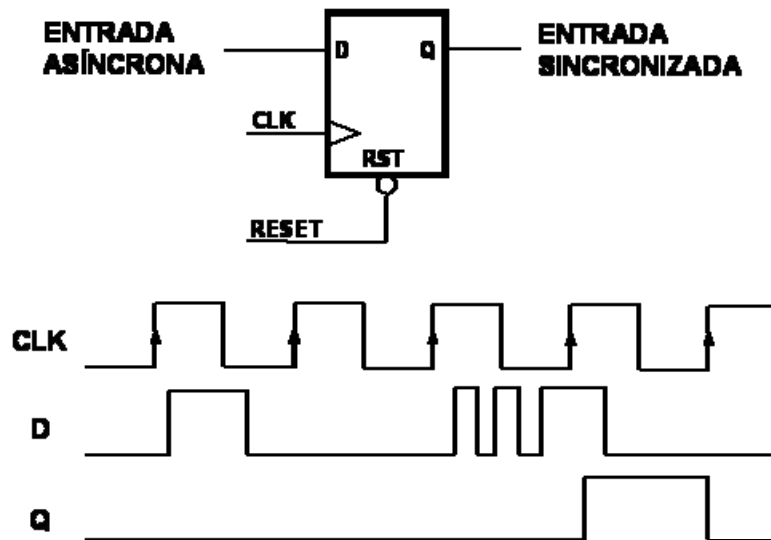 ENTRADA
ASÍNCRONA
D
Q
ENTRADA
SINCRONIZADA
CLK
RST
RESET
CLK
D
Q